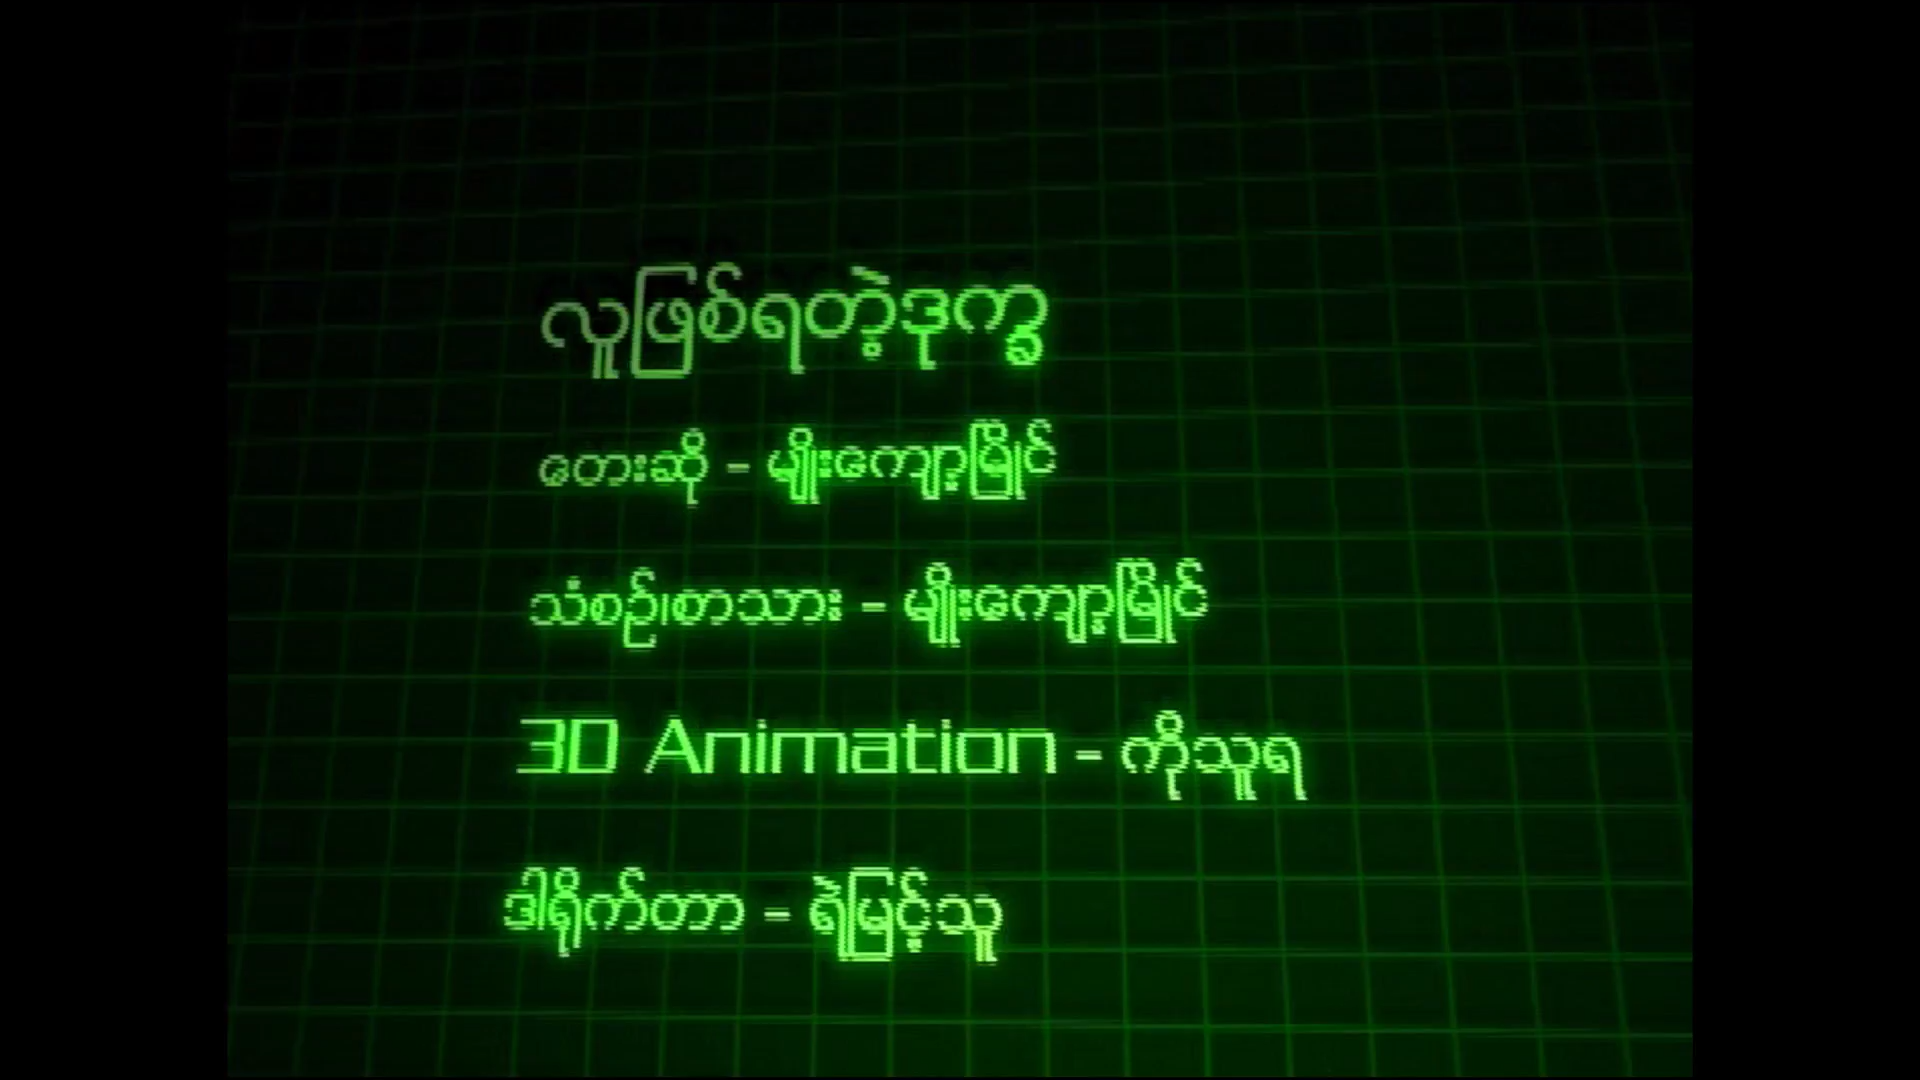 လူဖြစ်ရတဲ့ဒုက္ခ
တေးဆို - မျိုးကျော့မြိုင်
သံစဉ်၊စာသား - မျိုးကျော့မြိုင်
3D Animation - ကိုသူရ
ဒါရိုက်တာ - ရဲမြင့်သူ